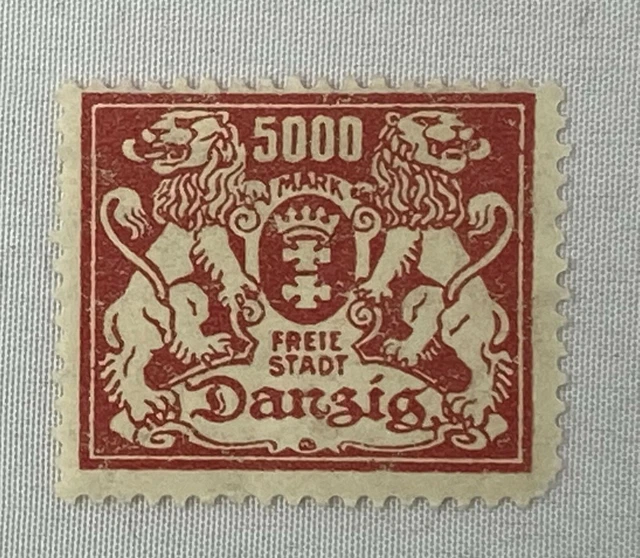 5000
MARK
FREIE
STADT
Danzig